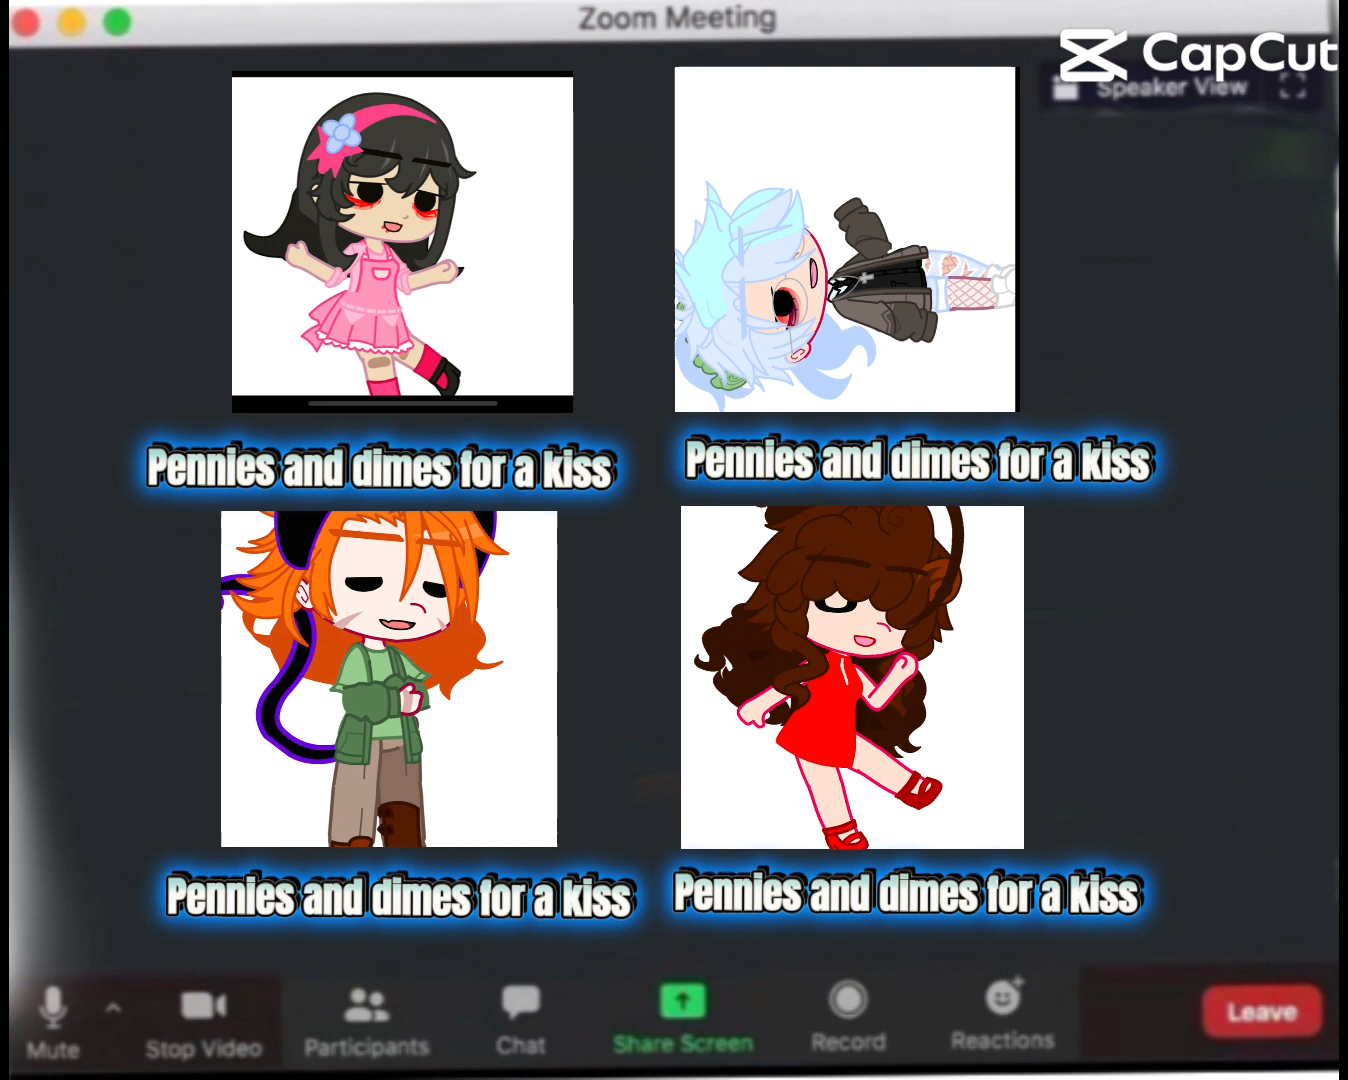 Zoom Meeting
CapCut
Speaker View
Pennies and dimes for a kiss
Pennies and dimes for a kiss
Pennies and dimes for a kiss
Pennies and dimes for a kiss
Mute
Stop Video
Participants
Chat
Share Screen
Record
Reactions
Leave